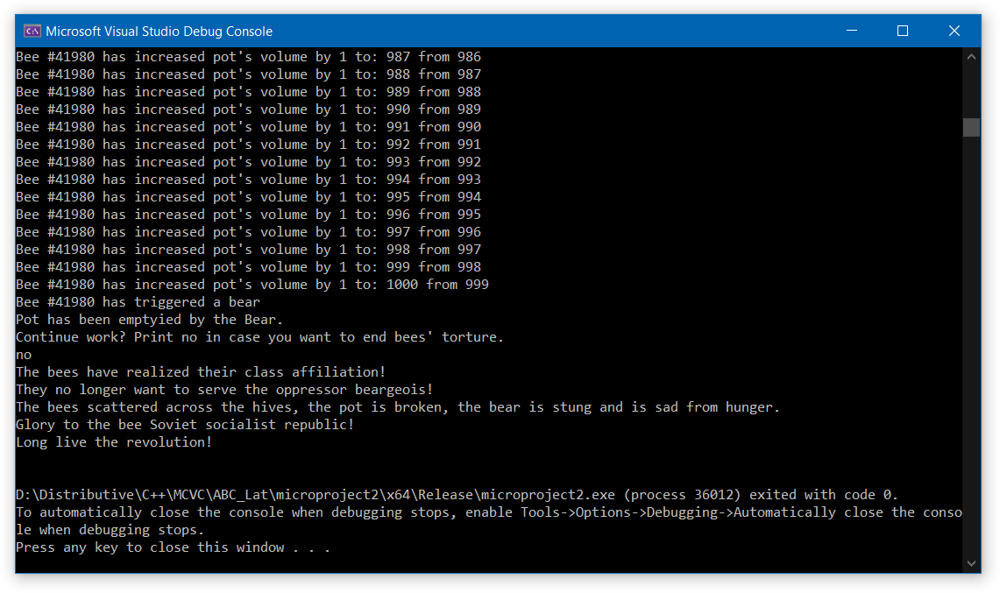 Microsoft Visual Studio Debug Console
Bee #41980 has increased pot's volume by 1 to: 987 from 986
Bee #41980 has increased pot's volume by 1 to: 988 from 987
Bee #41980 has increased pot's volume by 1 to: 989 from 988
Bee #41980 has increased pot's volume by 1 to: 990 from 989
Bee #41980 has increased pot's volume by 1 to: 991 from 990
Bee #41980 has increased pot's volume by 1 to: 992 from 991
Bee #41980 has increased pot's volume by 1 to: 993 from 992
Bee #41980 has increased pot's volume by 1 to: 994 from 993
Bee #41980 has increased pot's volume by 1 to: 995 from 994
Bee #41980 has increased pot's volume by 1 to: 996 from 995
Bee #41980 has increased pot's volume by 1 to: 997 from 996
Bee #41980 has increased pot's volume by 1 to: 998 from 997
Bee #41980 has increased pot's volume by 1 to: 999 from 998
Bee #41980 has increased pot's volume by 1 to: 1000 from 999
Bee #41980 has triggered a bear
Pot has been emptyied by the Bear.
Continue work? Print no in case you want to end bees' torture.
no
The bees have realized their class affiliation!
They no longer want to serve the oppressor beargeois!
The bees scattered across the hives, the pot is broken, the bear is stung and is sad from hunger.
Glory to the bee Soviet socialist republic!
Long live the revolution!
D:\Distributive\C++\MCVC\ABC_Lat\microproject2\x64\Release\microproject2.exe (process 36012) exited with code 0.
To automatically close the console when debugging stops, enable Tools->Options->Debugging->Automatically close the conso
le when debugging stops.
Press any key to close this window . . .